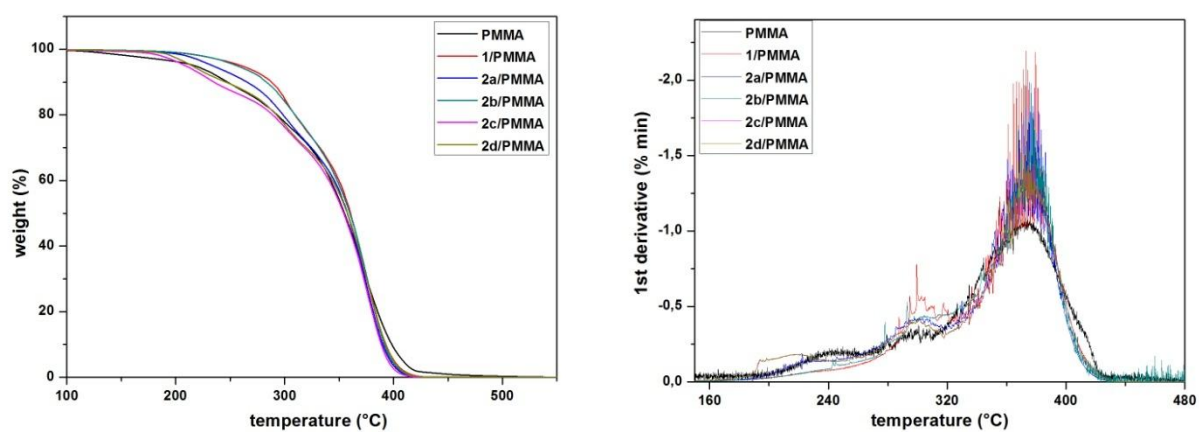 100
80
60
40
20
0
weight (%)
100
200
300
400
500
temperature (°C)
PMMA
1/PMMA
2a/PMMA
2b/PMMA
2c/PMMA
2d/PMMA
-2,0
-1,5
-1,0
-0,5
0,0
1st derivative (% min)
160
240
320
400
480
temperature (°C)
PMMA
1/PMMA
2a/PMMA
2b/PMMA
2c/PMMA
2d/PMMA